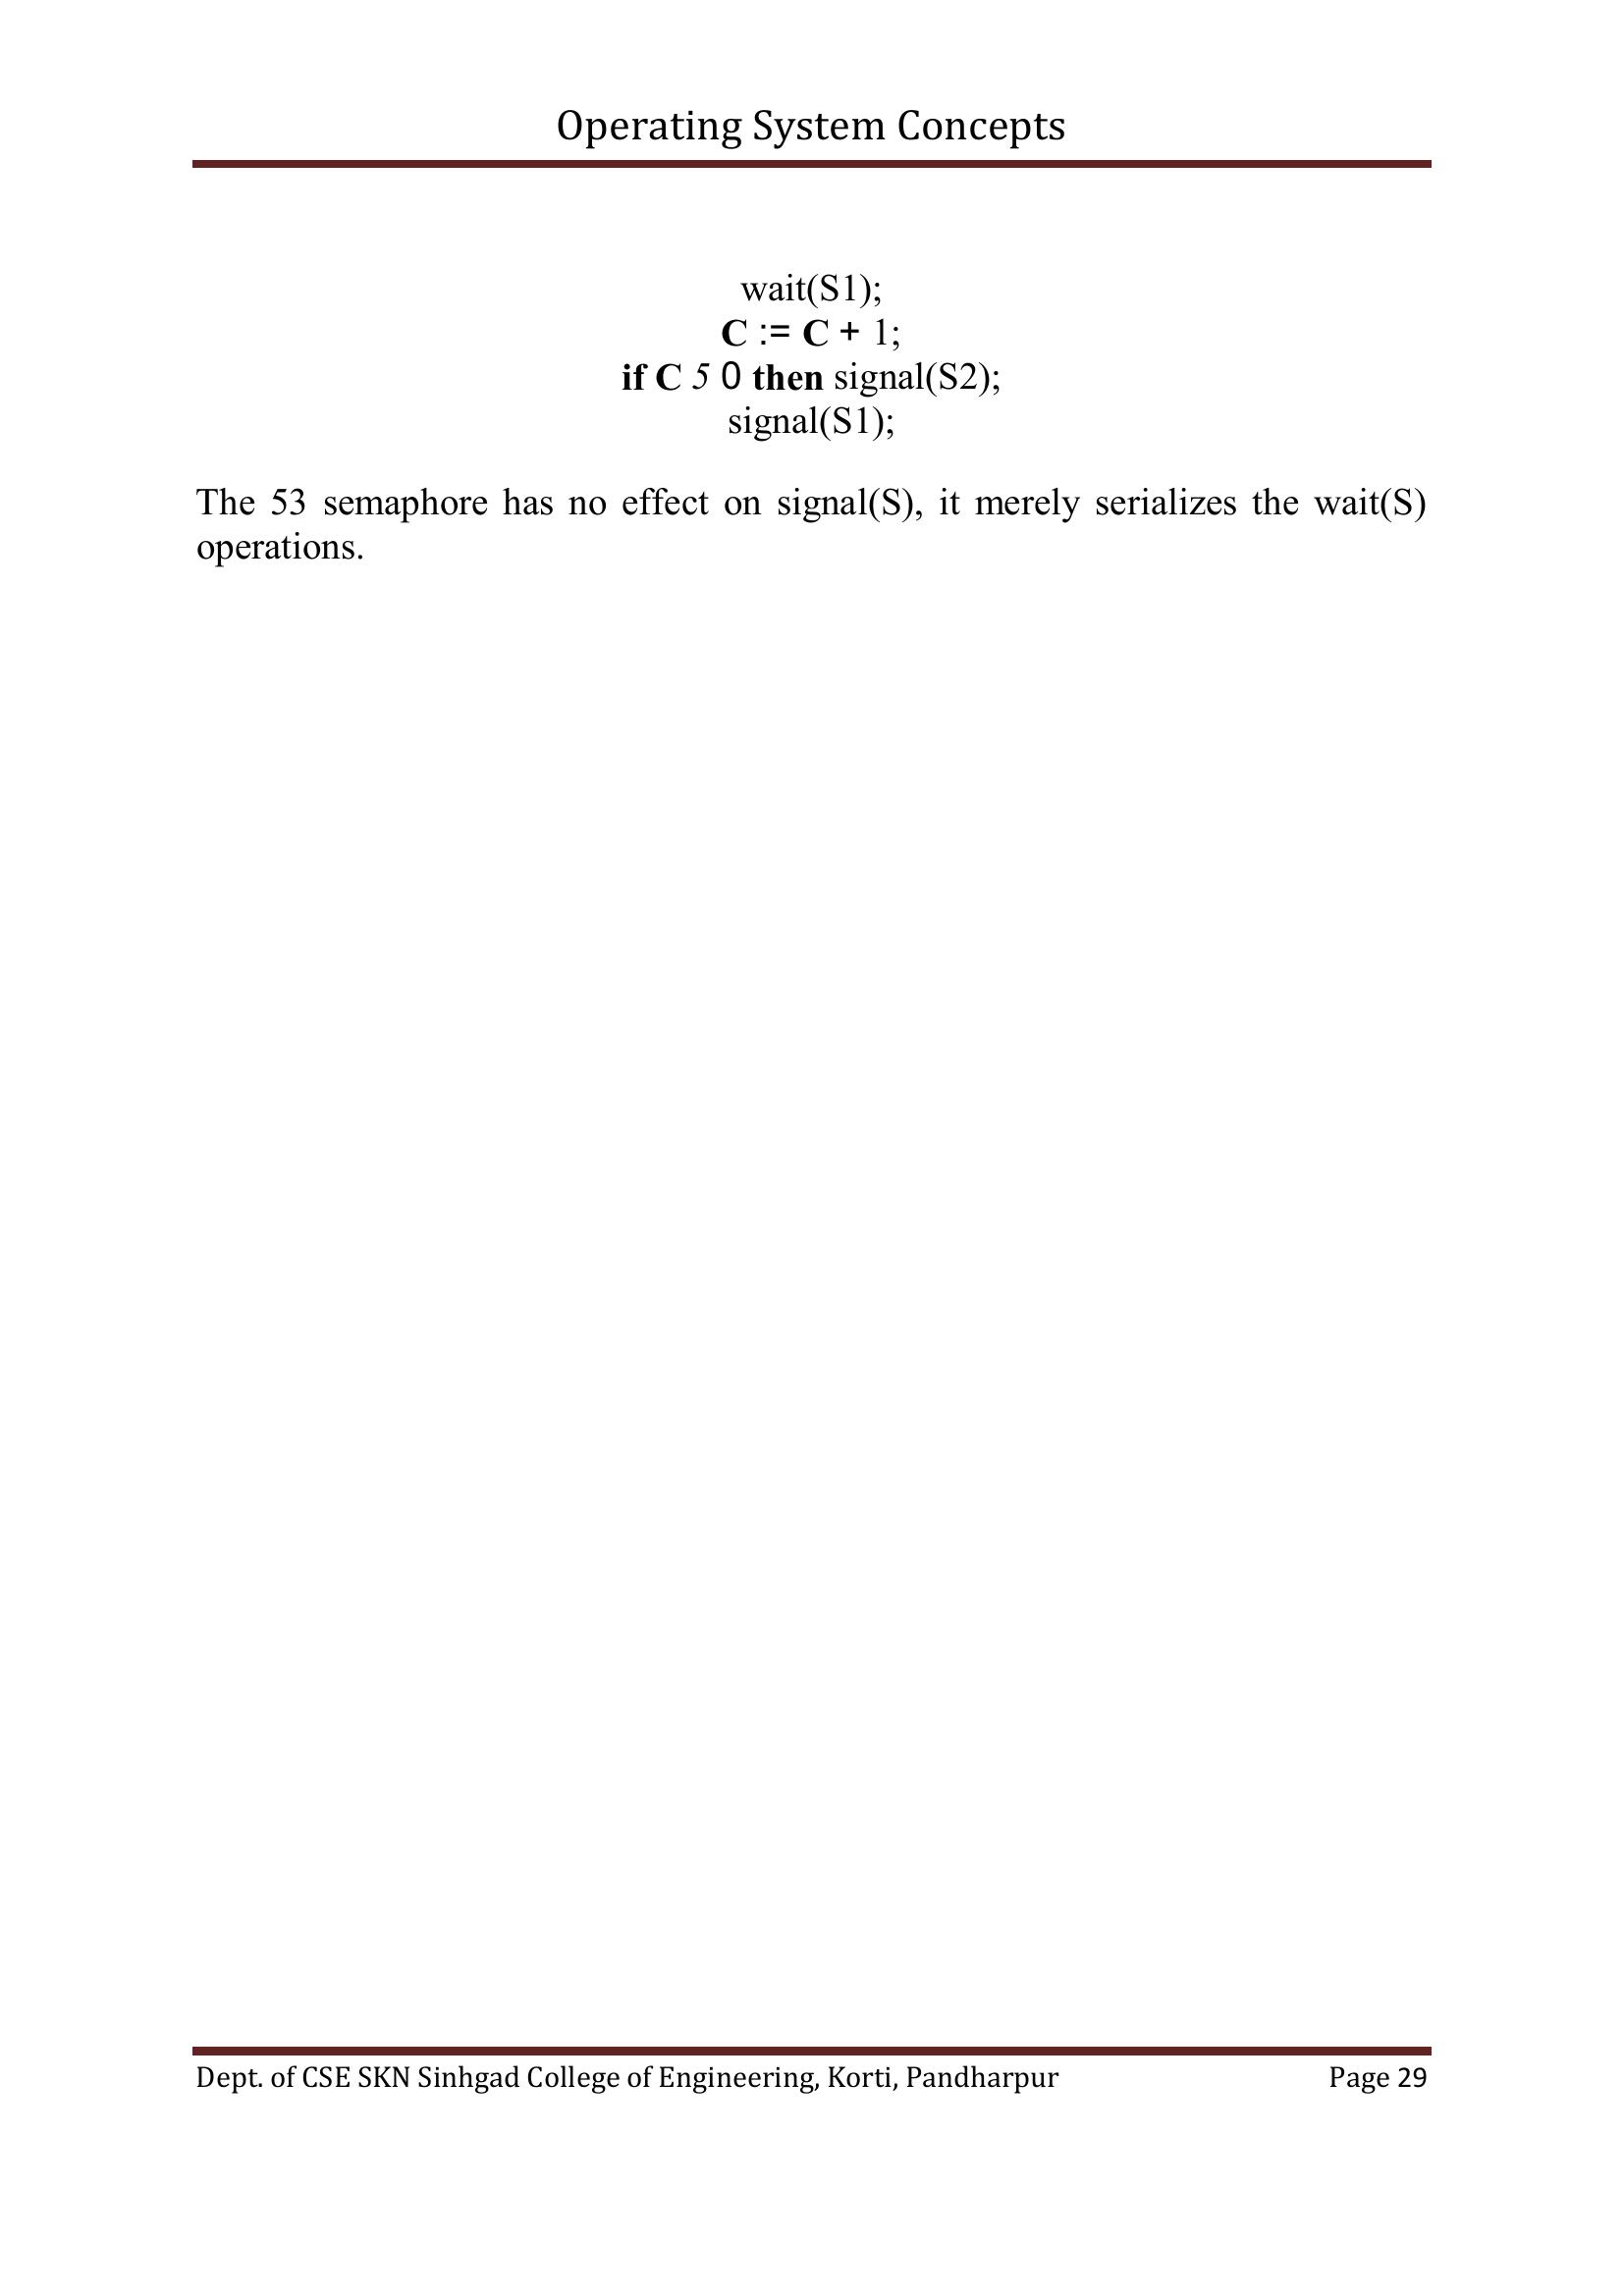 Operating System Concepts
wait(S1);
C := C + 1;
if C 5 0 then signal(S2);
signal(S1);
The 53 semaphore has no effect on signal(S), it merely serializes the wait(S)
operations.
Dept. of CSE SKN Sinhgad College of Engineering, Korti, Pandharpur Page 29